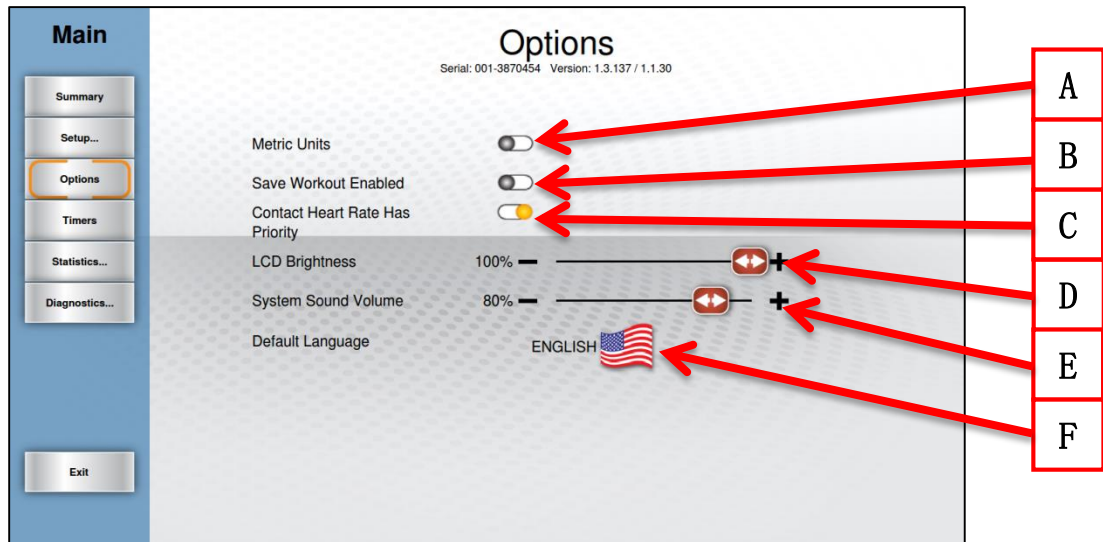 Main
Options
Serial: 001-3870454 Version: 1.3.137 / 1.1.30
Summary
Setup...
Options
Timers
Statistics...
Diagnostics...
Exit
Metric Units
Save Workout Enabled
Contact Heart Rate Has
Priority
LCD Brightness 100%
System Sound Volume 80%
Default Language ENGLISH
A
B
C
D
E
F